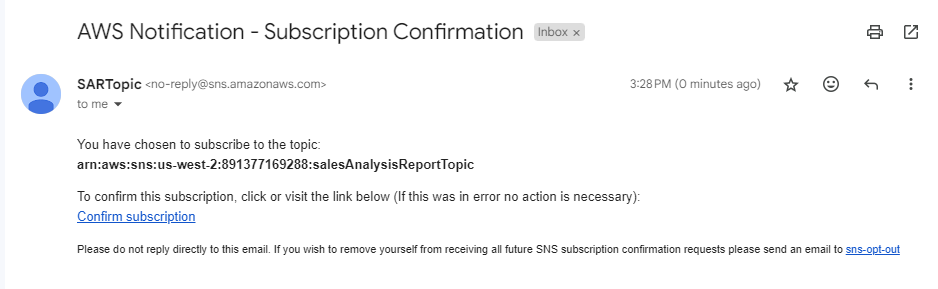 AWS Notification - Subscription Confirmation Inbox ×
SARTopic <no-reply@sns.amazonaws.com> 3:28 PM (0 minutes ago)
to me
You have chosen to subscribe to the topic:
arn:aws:sns:us-west-2:891377169288:salesAnalysisReportTopic
To confirm this subscription, click or visit the link below (If this was in error no action is necessary):
Confirm subscription
Please do not reply directly to this email. If you wish to remove yourself from receiving all future SNS subscription confirmation requests please send an email to sns-opt-out